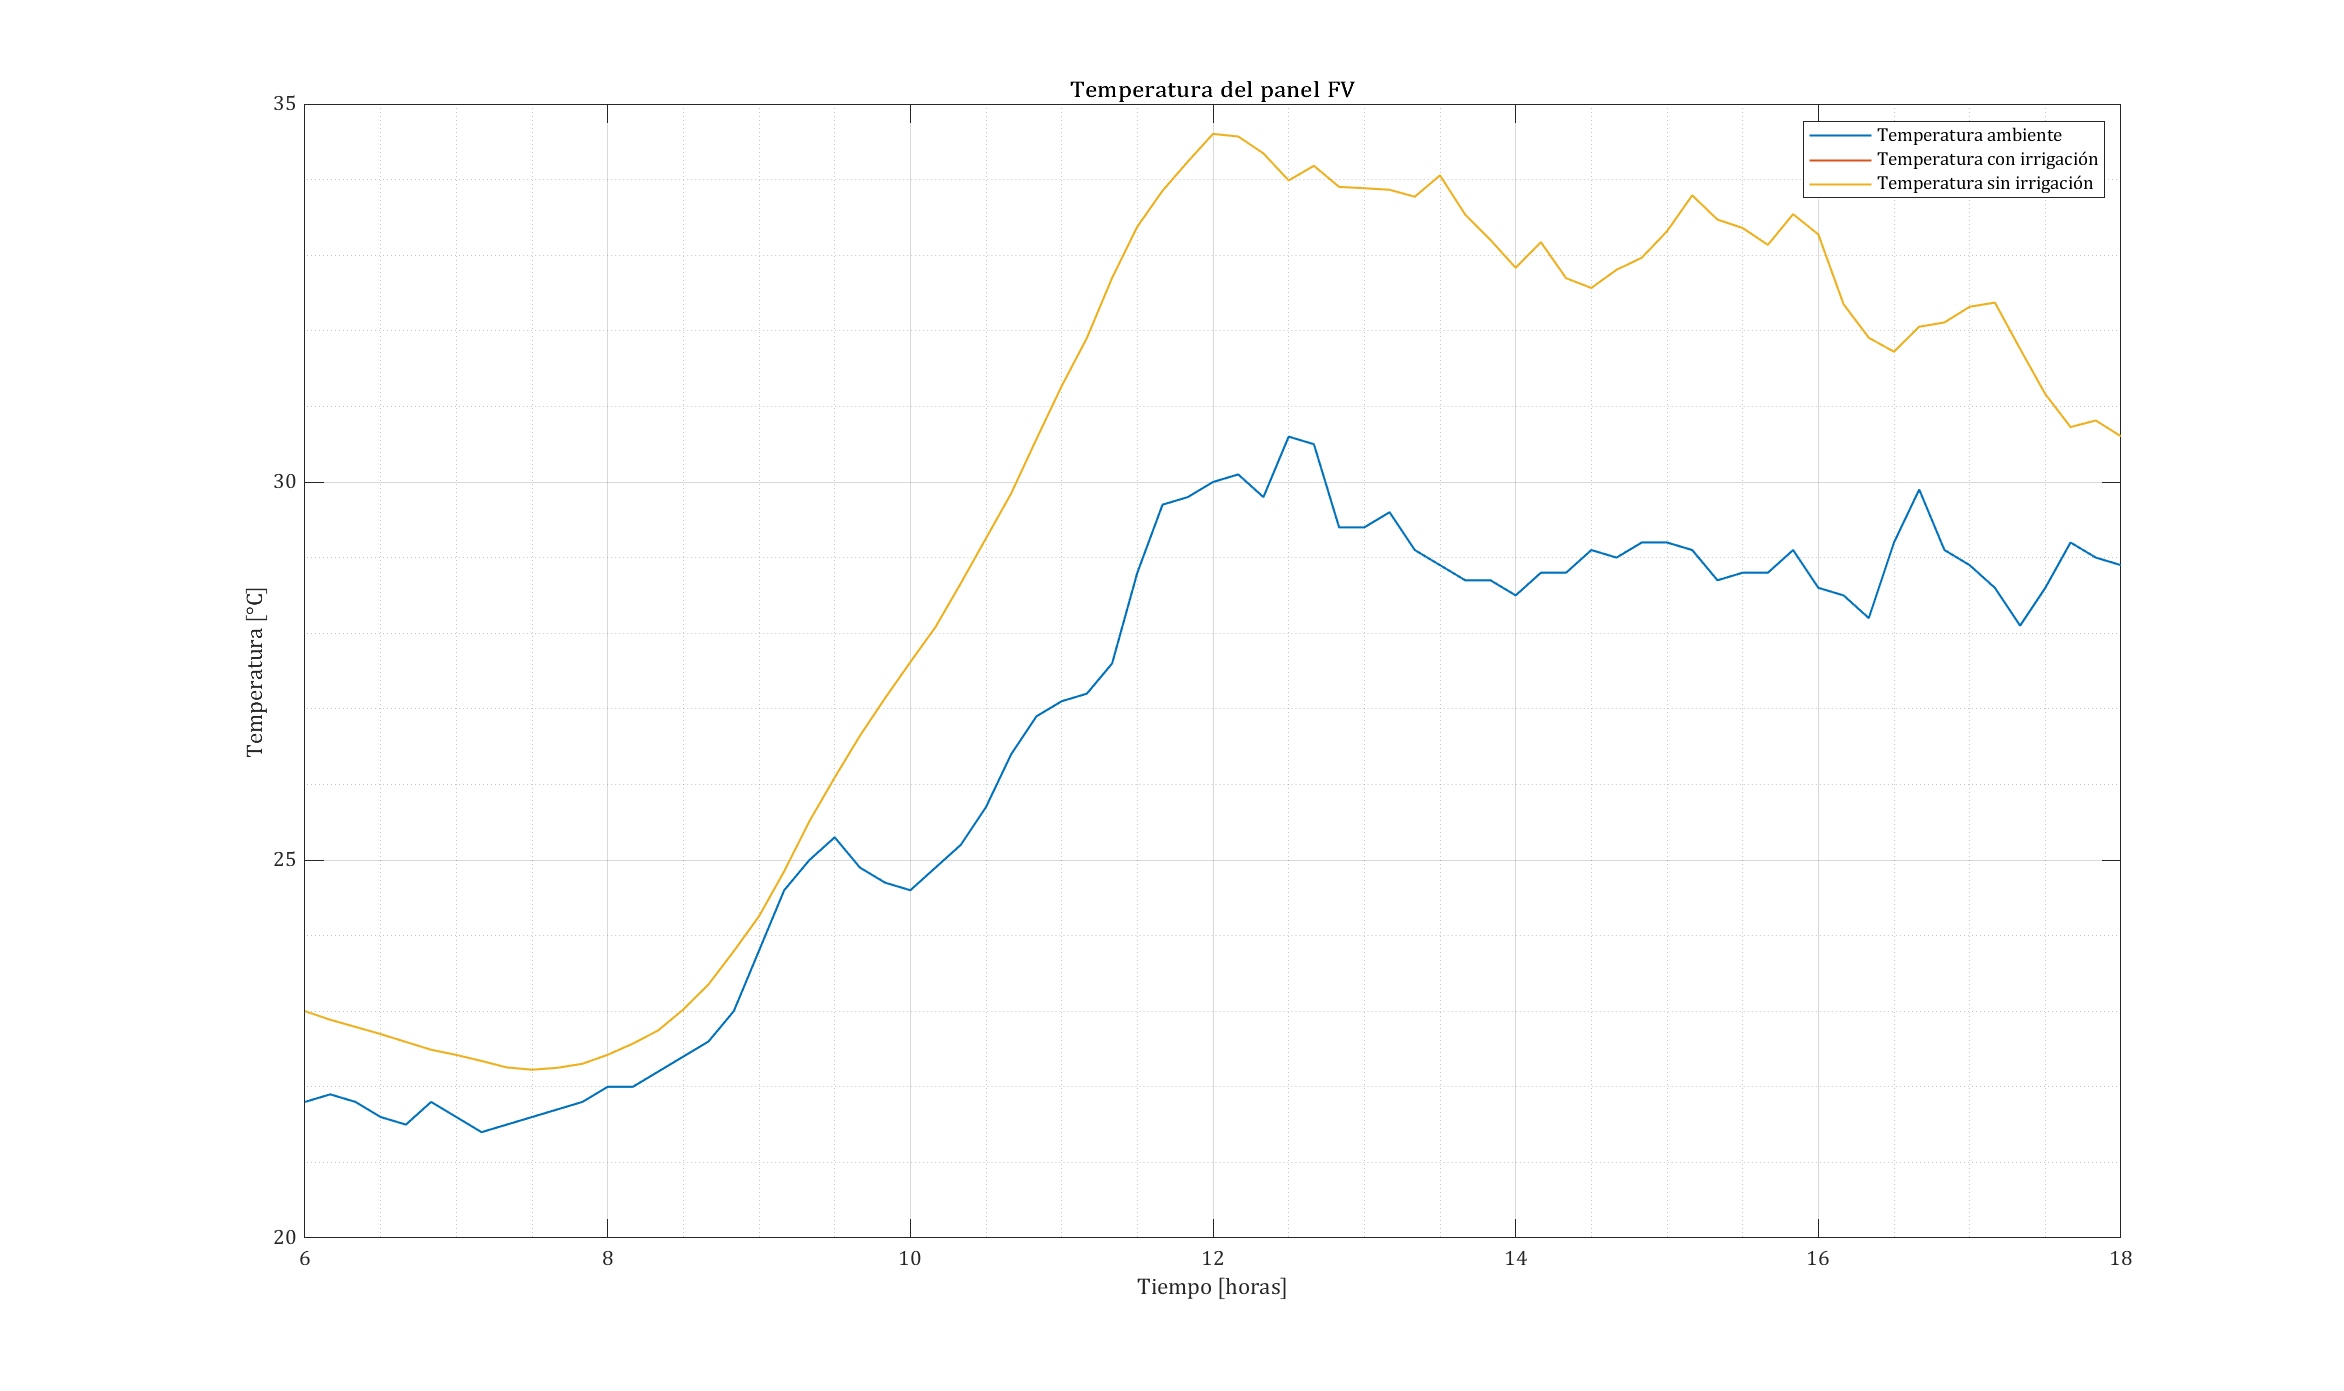 Temperatura del panel FV
35
Temperatura ambiente
Temperatura con irrigación
Temperatura sin irrigación
30
Temperatura [°C]
25
20
6 8 10 12 14 16 18
Tiempo [horas]